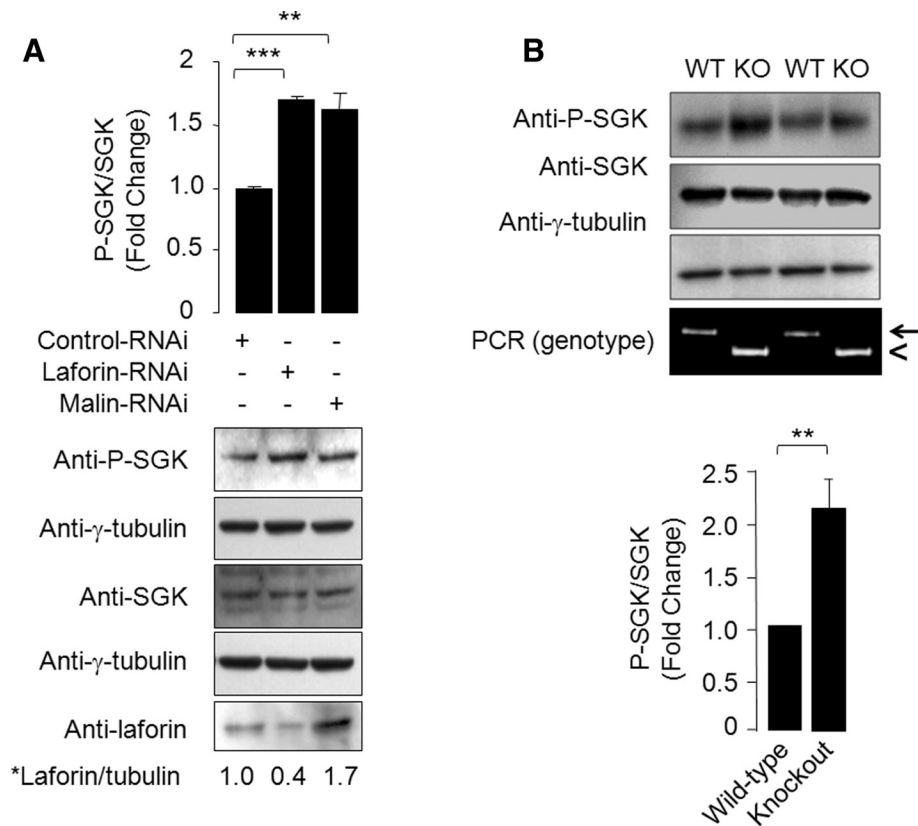 A
**
***
2
1.5
1.0
0.5
0
P-SGK/SGK
(Fold Change)
Control-RNAi + - -
Laforin-RNAi - + -
Malin-RNAi - - +
Anti-P-SGK
Anti-γ-tubulin
Anti-SGK
Anti-γ-tubulin
Anti-laforin
*Laforin/tubulin 1.0 0.4 1.7
B
WT KO WT KO
Anti-P-SGK
Anti-SGK
Anti-γ-tubulin
PCR (genotype)
<
**
2.5
2.0
1.5
1.0
0.5
0
P-SGK/SGK
(Fold Change)
Wild-type
Knockout